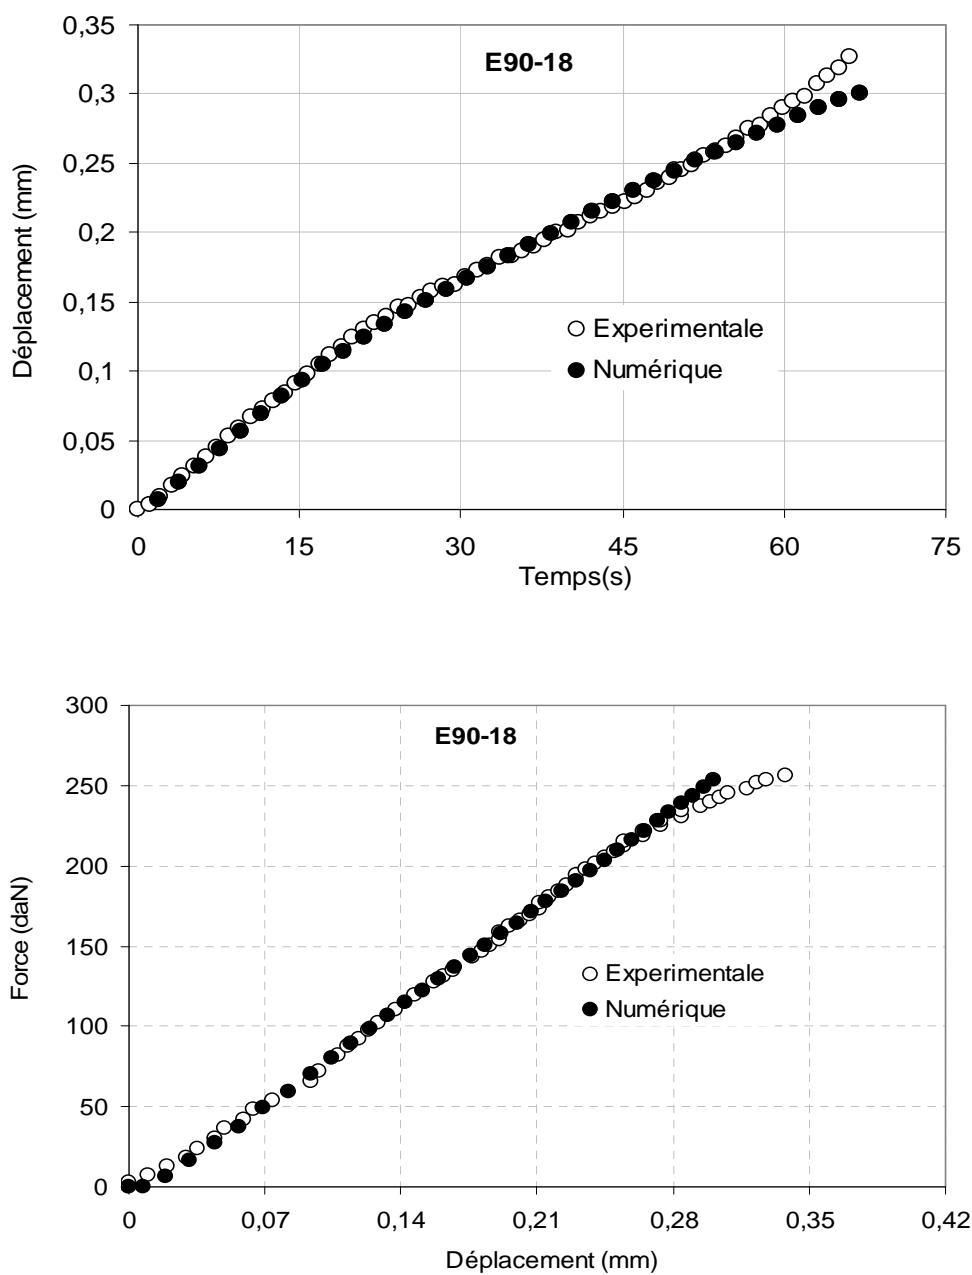 0,35
E90-18
0,3
0,25
0,2
0,15
0,1
0,05
0
Déplacement (mm)
Experimentale
Numérique
0 15 30 45 60 75
Temps(s)
300
E90-18
250
200
150
100
50
0
Force (daN)
Experimentale
Numérique
0 0,07 0,14 0,21 0,28 0,35 0,42
Déplacement (mm)